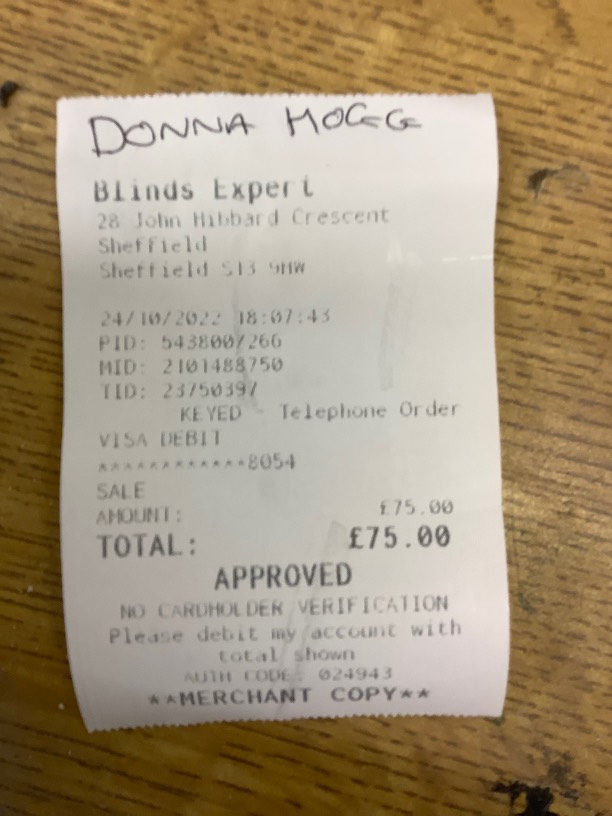 DONNA HOGG
Blinds Expert
28 John Hibbard Crescent
Sheffield
Sheffield S13 9MW
24/10/2022 18:07:43
PID: 543800/266
MID: 2101488750
TID: 23750397
KEYED - Telephone Order
VISA DEBIT
************8054
SALE
AMOUNT: £75.00
TOTAL: £75.00
APPROVED
NO CARDHOLDER VERIFICATION
Please debit my account with
total shown
AUTH CODE: 024943
**MERCHANT COPY**